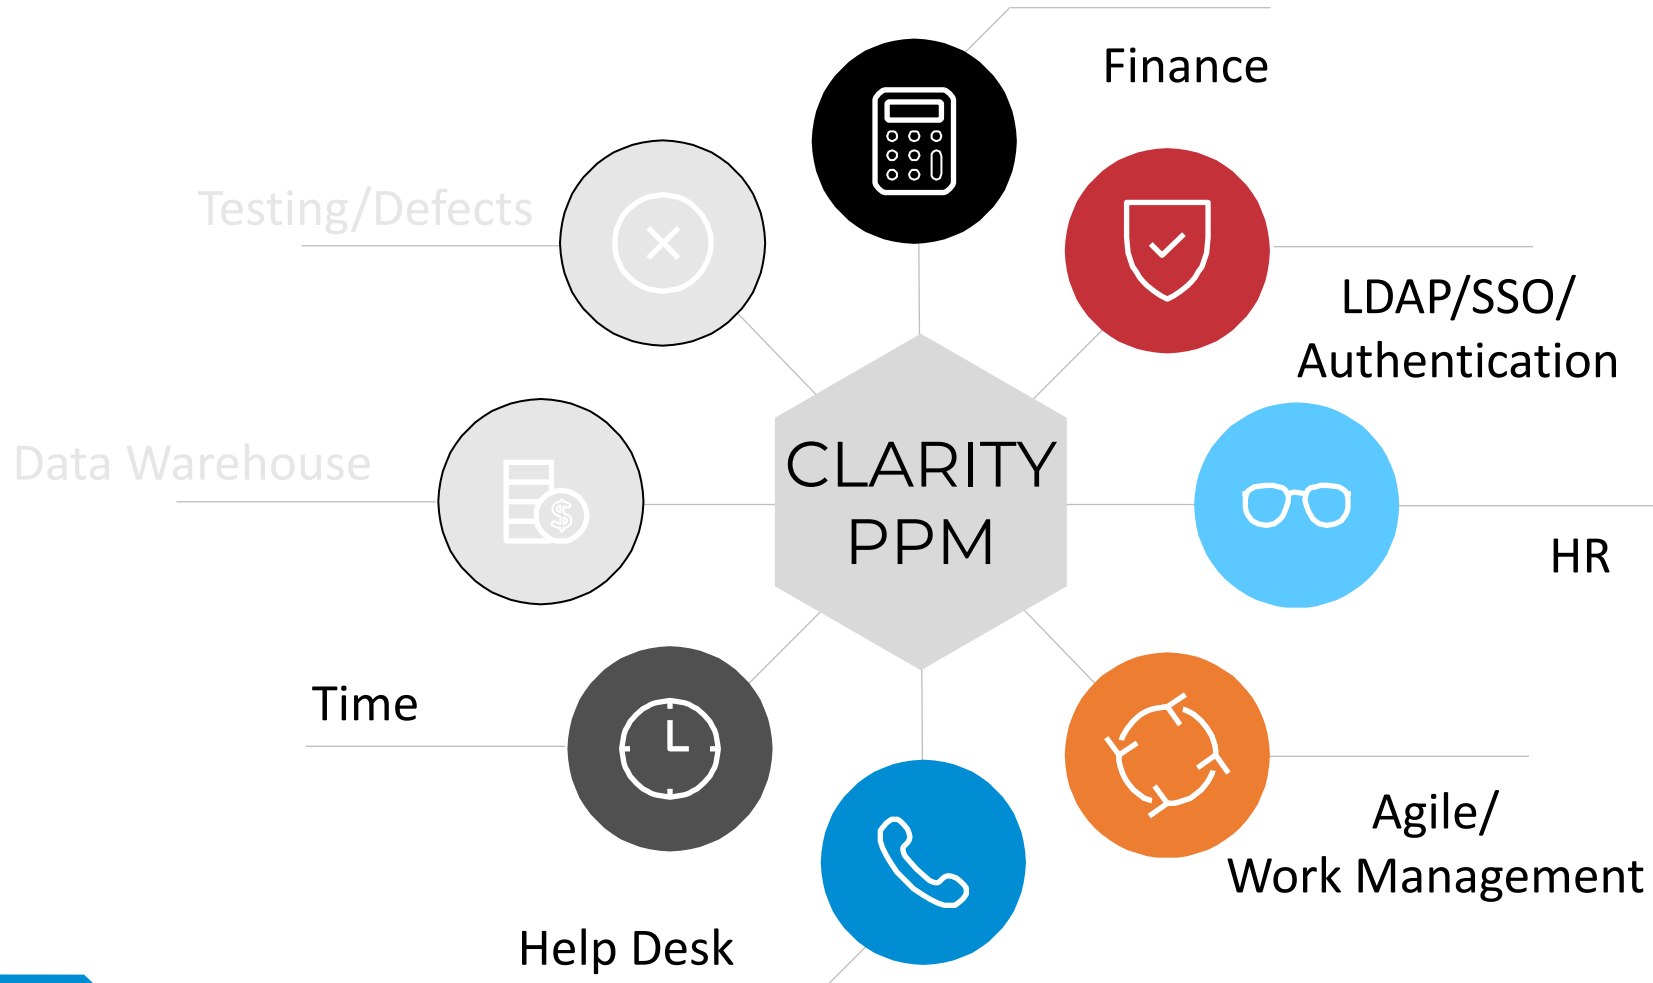 Finance
Testing/Defects
LDAP/SSO/
Authentication
CLARITY
PPM
Data Warehouse
HR
Time
Agile/
Work Management
Help Desk
$